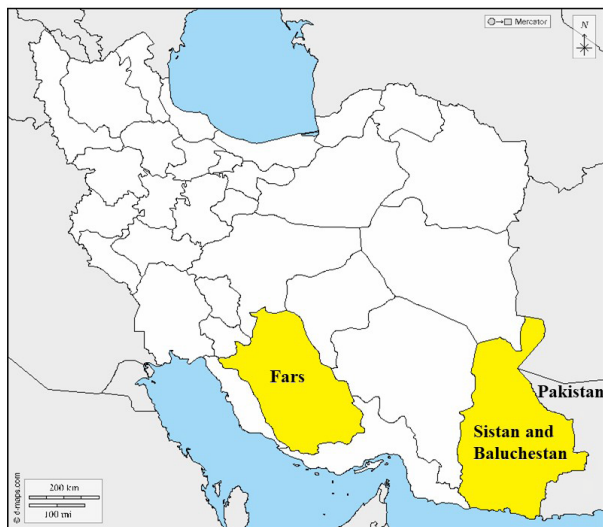 Mercator
N
Fars
Pakistan
Sistan and
Baluchestan
200 km
100 mi
© d-maps.com